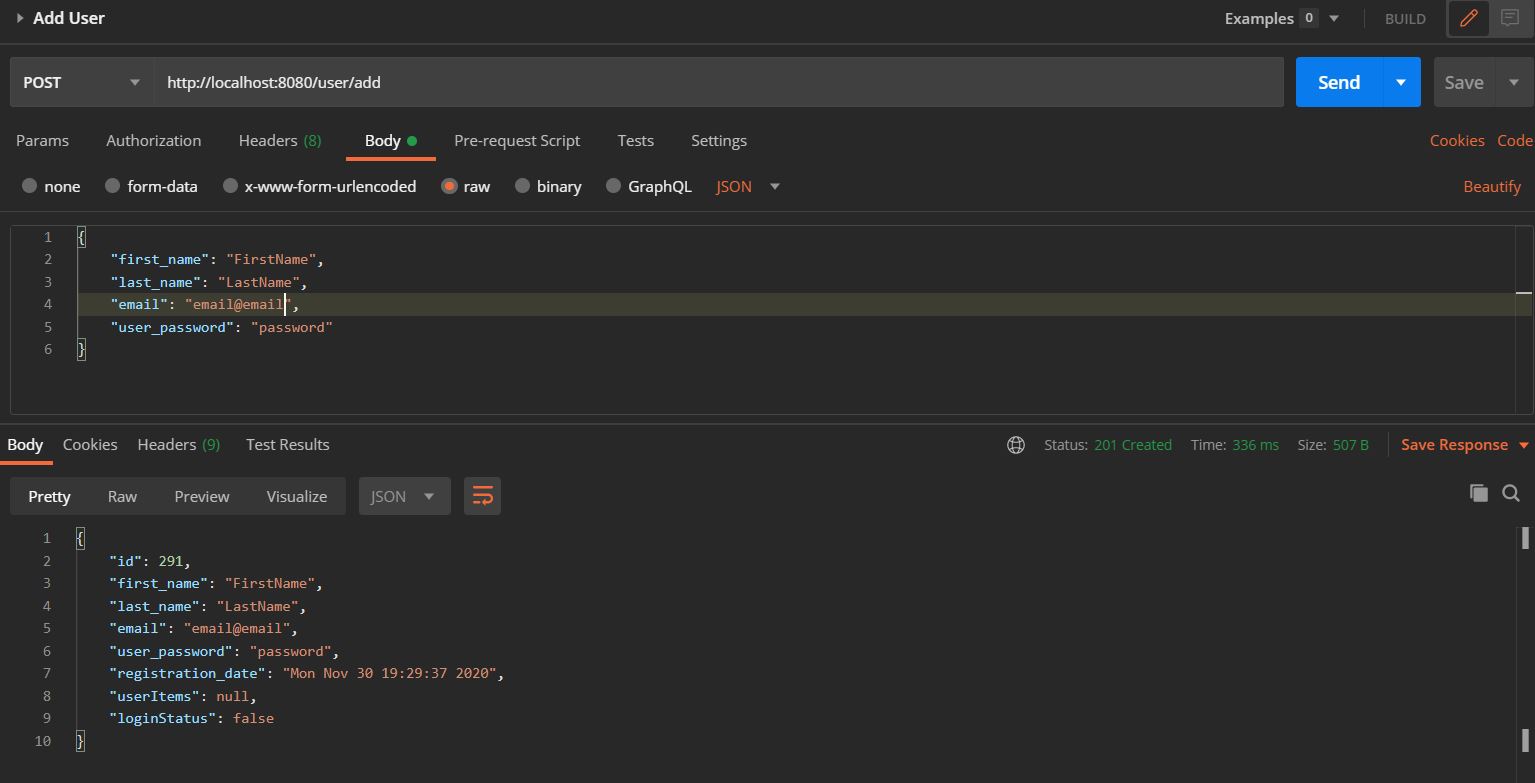 Add User Examples 0 BUILD
POST http://localhost:8080/user/add Send Save
Params Authorization Headers (8) Body Pre-request Script Tests Settings Cookies Code
none form-data x-www-form-urlencoded raw binary GraphQL JSON Beautify
1 {
2 "first_name": "FirstName",
3 "last_name": "LastName",
4 "email": "email@email",
5 "user_password": "password"
6 }
Body Cookies Headers (9) Test Results Status: 201 Created Time: 336 ms Size: 507 B Save Response
Pretty Raw Preview Visualize JSON
1 {
2 "id": 291,
3 "first_name": "FirstName",
4 "last_name": "LastName",
5 "email": "email@email",
6 "user_password": "password",
7 "registration_date": "Mon Nov 30 19:29:37 2020",
8 "userItems": null,
9 "loginStatus": false
10 }